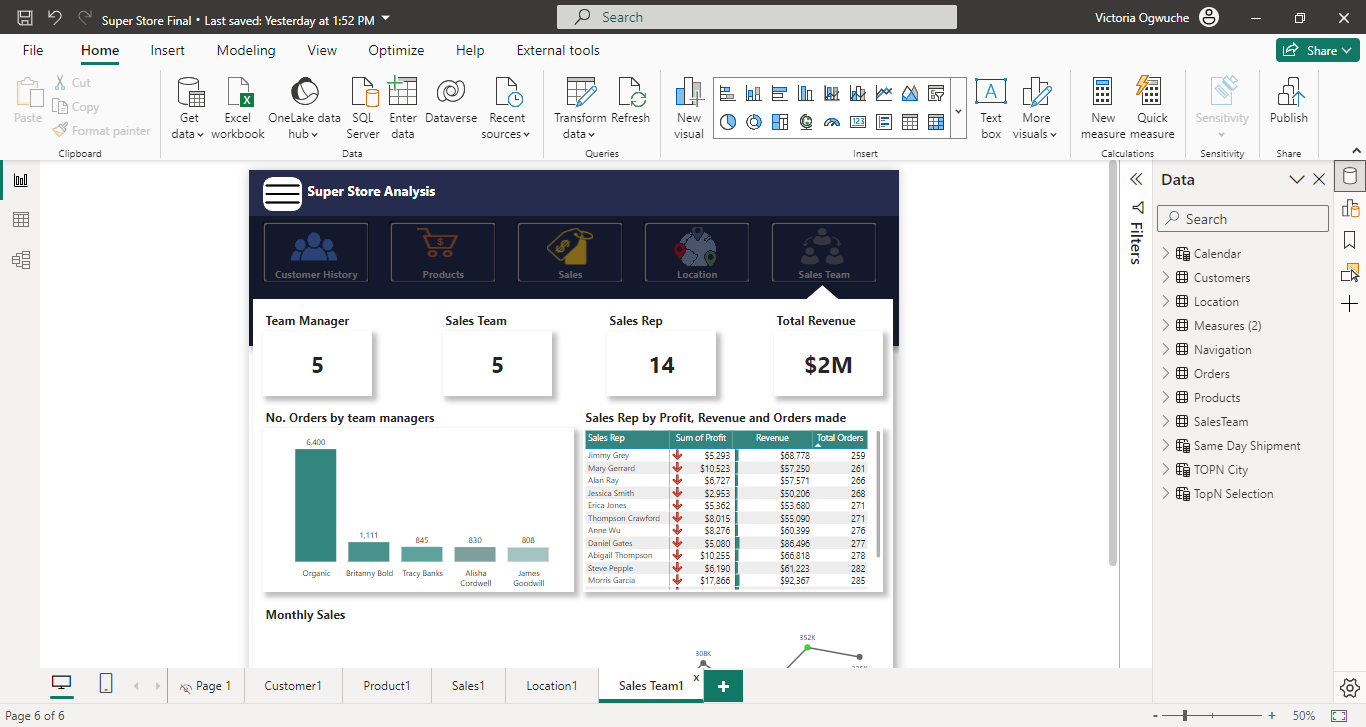 Super Store Final • Last saved: Yesterday at 1:52 PM
Search
Victoria Ogwuche
File Home Insert Modeling View Optimize Help External tools
Share
Paste
Cut
Copy
Format painter
Clipboard
Get data
Excel workbook
OneLake data hub
SQL Server
Enter data
Dataverse
Recent sources
Data
Transform data
Refresh
Queries
New visual
Text box
More visuals
Insert
New measure
Quick measure
Calculations
Sensitivity
Sensitivity
Publish
Share
Super Store Analysis
Customer History
Products
Sales
Location
Sales Team
Team Manager Sales Team Sales Rep Total Revenue
5 5 14 $2M
No. Orders by team managers
6,400
1,111
845
830
808
Organic
Britanny Bold
Tracy Banks
Alisha Cordwell
James Goodwill
Sales Rep by Profit, Revenue and Orders made
Sales Rep Sum of Profit Revenue Total Orders
Jimmy Grey $5,293 $68,778 259
Mary Gerrard $10,523 $57,250 261
Alan Ray $6,727 $57,571 266
Jessica Smith $2,953 $50,206 268
Erica Jones $5,362 $53,680 271
Thompson Crawford $8,015 $55,090 271
Anne Wu $8,276 $60,399 276
Daniel Gates $5,080 $86,496 277
Abigail Thompson $10,255 $66,818 278
Steve Pepple $6,190 $61,223 282
Morris Garcia $17,866 $92,367 285
Monthly Sales
308K
352K
Filters
Data
Search
Calendar
Customers
Location
Measures (2)
Navigation
Orders
Products
SalesTeam
Same Day Shipment
TOPN City
TopN Selection
Page 1
Customer1
Product1
Sales1
Location1
Sales Team1
Page 6 of 6
50%